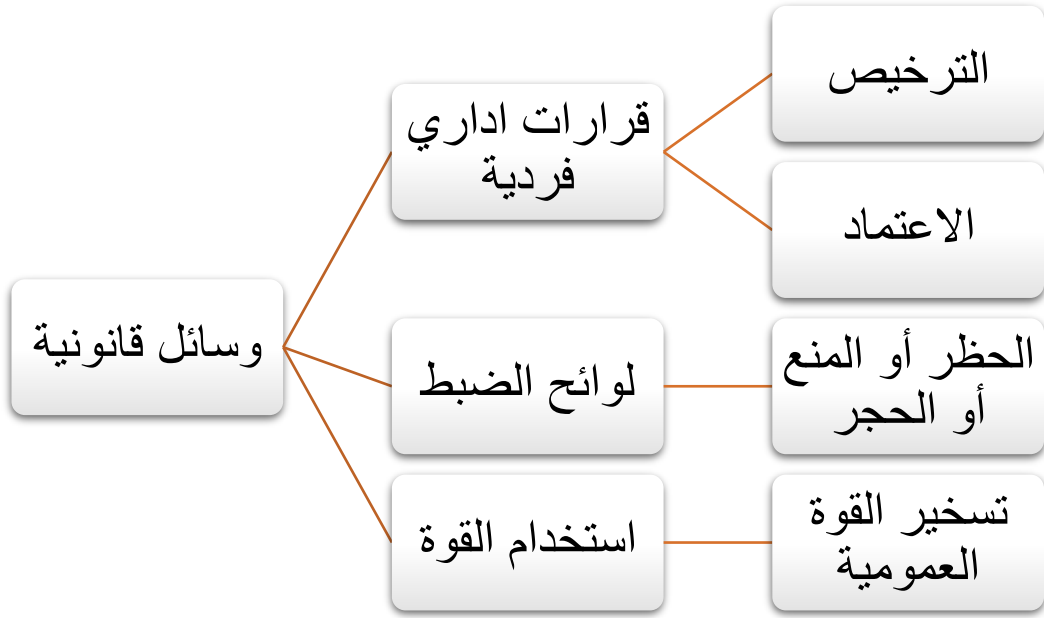 وسائل قانونية
قرارات اداري
فردية
الترخيص
الاعتماد
لوائح الضبط
الحظر أو المنع
أو الحجر
استخدام القوة
تسخير القوة
العمومية